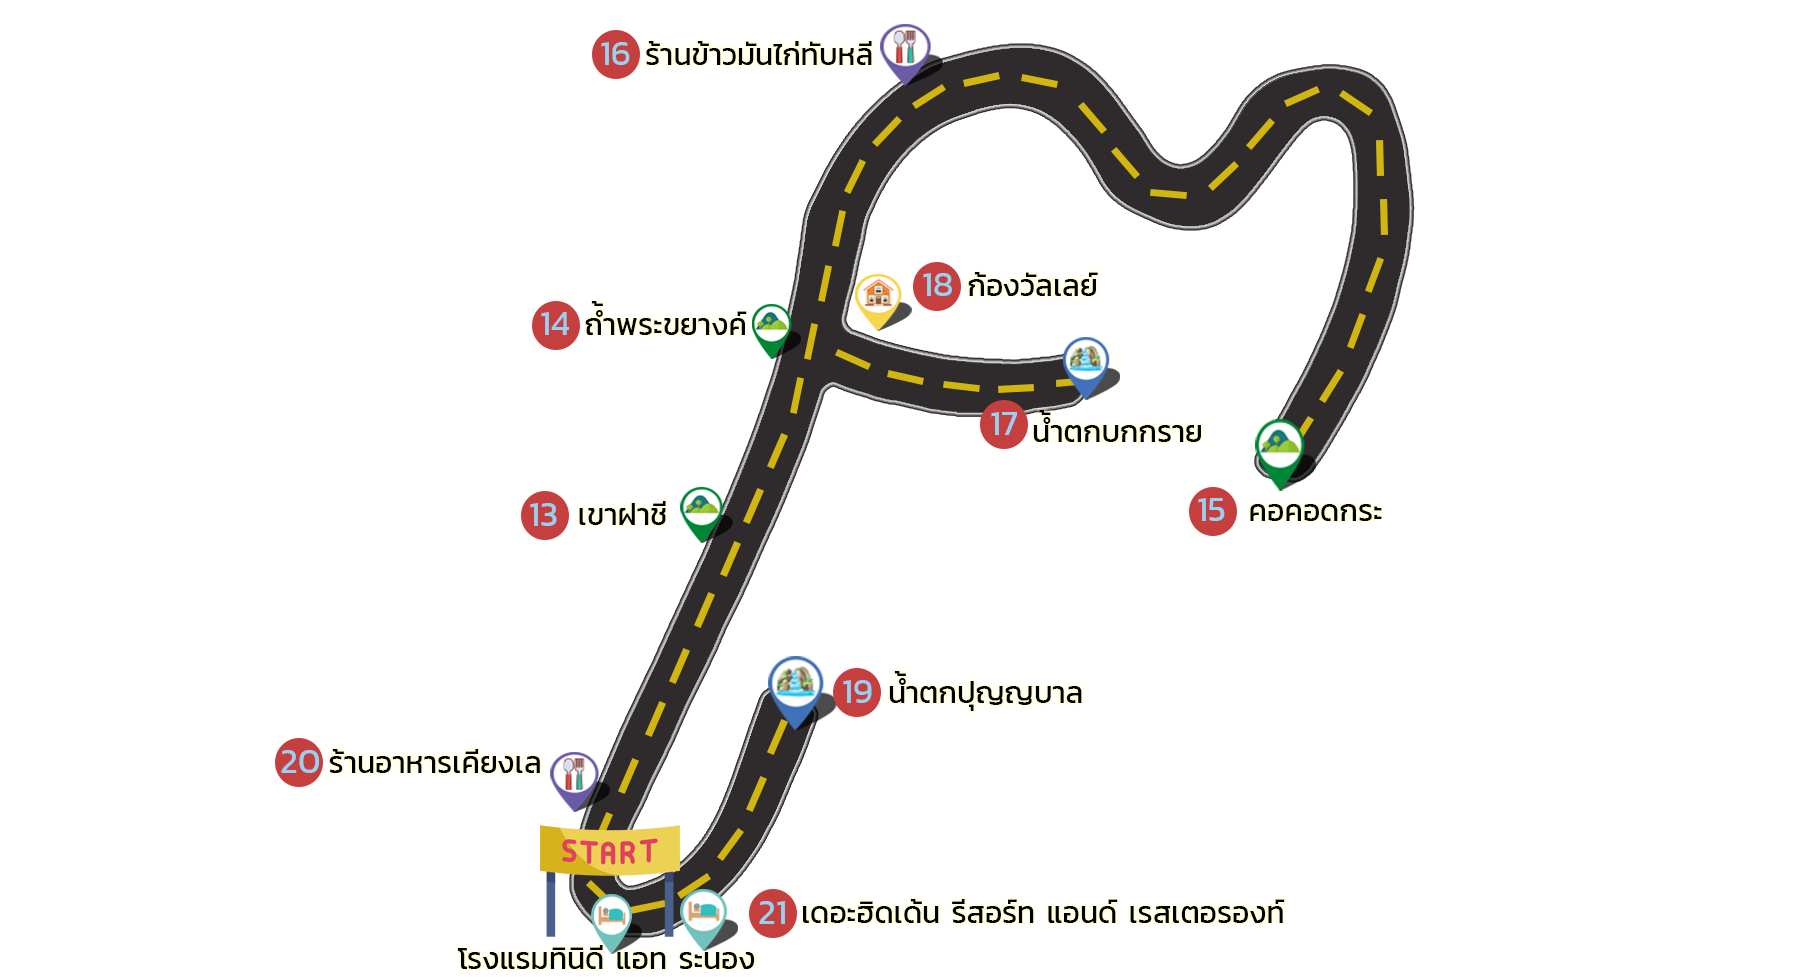 16 ร้านข้าวมันไก่ทับหลี
18 ก้องวัลเลย์
14 ถ้ำพระขยางค์
17 น้ำตกบกกราย
13 เขาฝาชี
15 คอคอดกระ
19 น้ำตกปุญญบาล
20 ร้านอาหารเคียงเล
START
21 เดอะฮิดเด้น รีสอร์ท แอนด์ เรสเตอรองท์
โรงแรมทินิดี แอท ระนอง